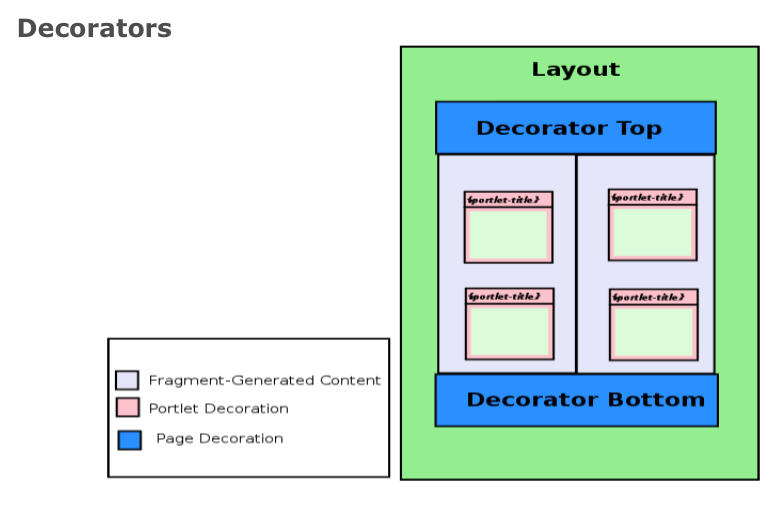 Decorators
Layout
Decorator Top
{portlet-title}
{portlet-title}
{portlet-title}
{portlet-title}
Decorator Bottom
Fragment-Generated Content
Portlet Decoration
Page Decoration